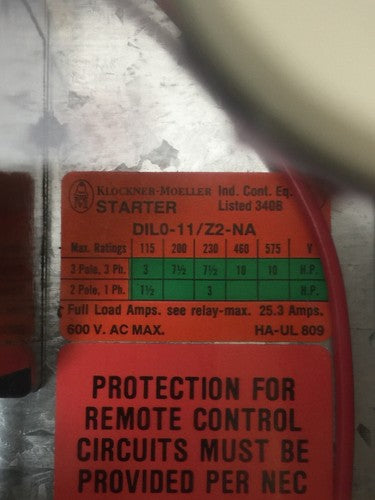 KLOCKNER-MOELLER Ind. Cont. Eq.
STARTER Listed 340B
DIL0-11/Z2-NA
Max. Ratings 115 200 230 460 575 V
3 Pole, 3 Ph. 3 7½ 7½ 10 10 H.P.
2 Pole, 1 Ph. 1½ 3 H.P.
Full Load Amps. see relay-max. 25.3 Amps.
600 V. AC MAX. HA-UL 809
PROTECTION FOR
REMOTE CONTROL
CIRCUITS MUST BE
PROVIDED PER NEC